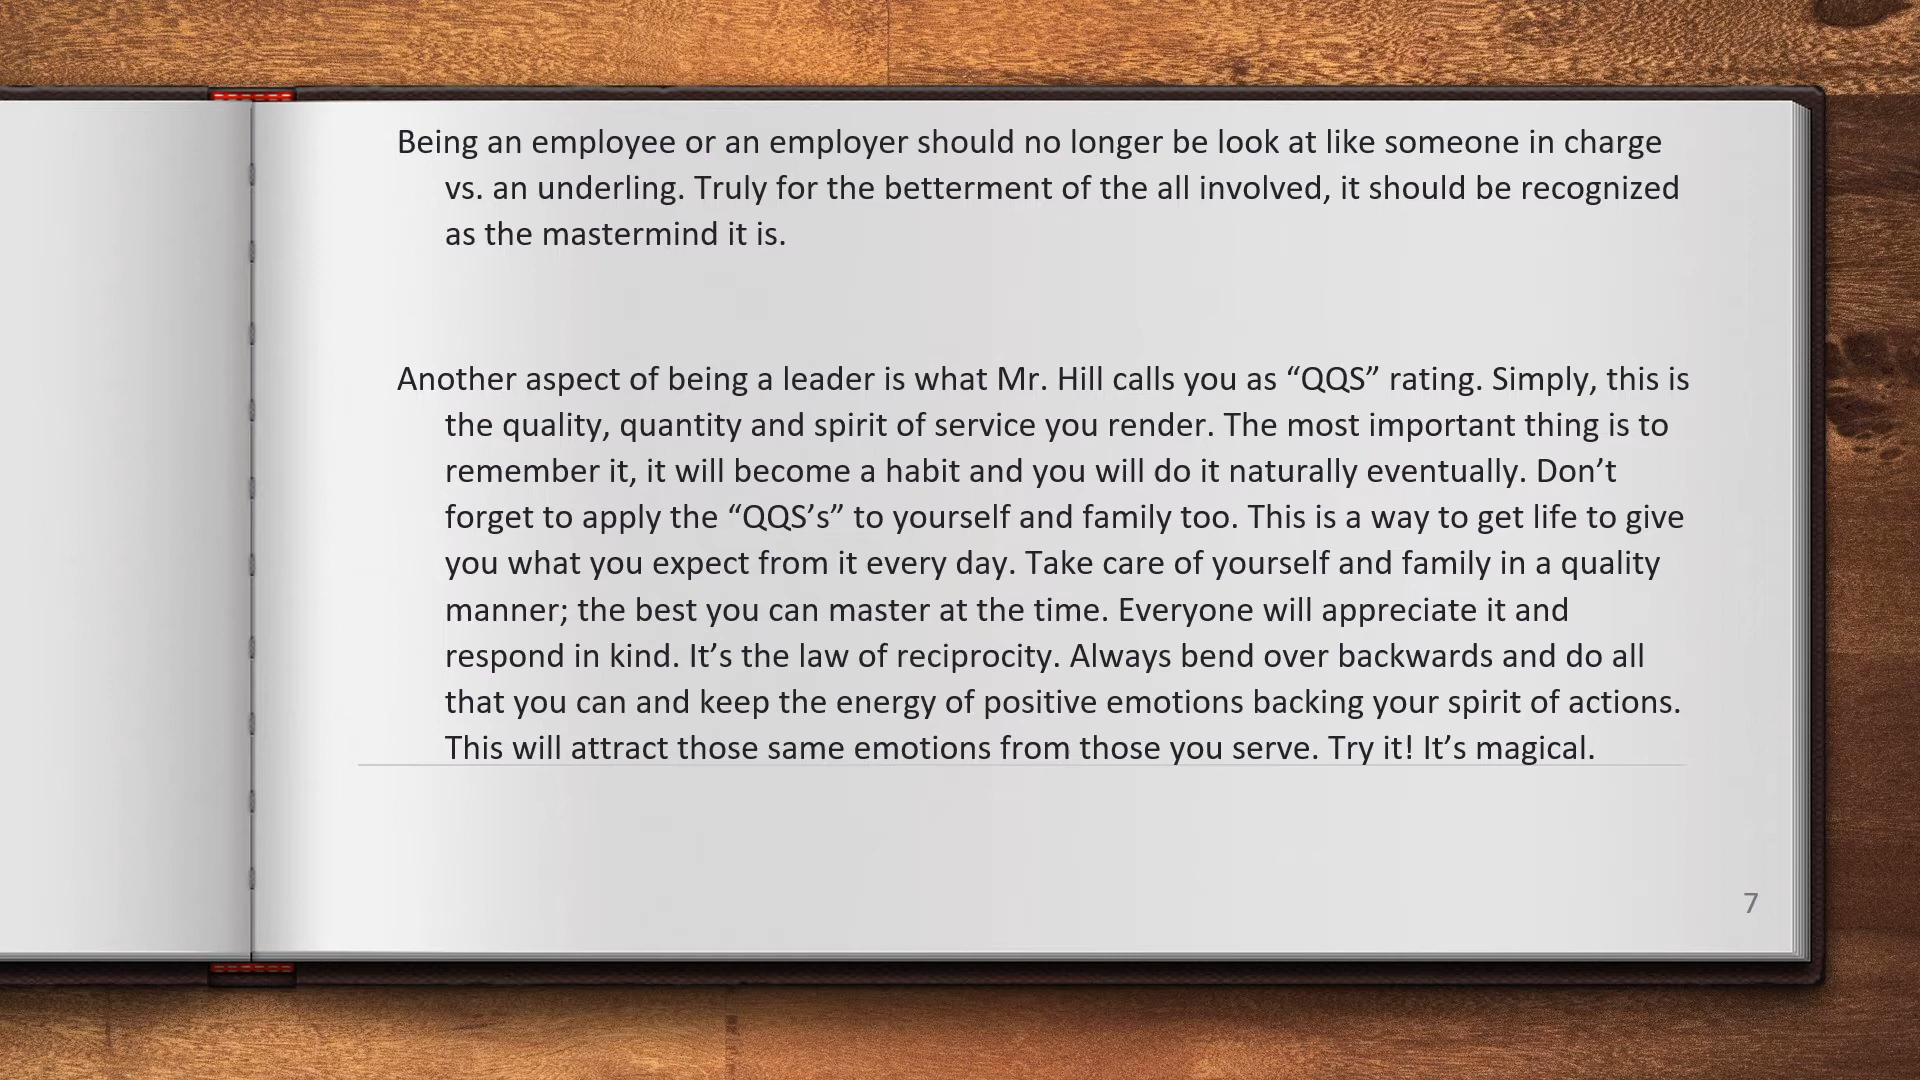 Being an employee or an employer should no longer be look at like someone in charge
vs. an underling. Truly for the betterment of the all involved, it should be recognized
as the mastermind it is.
Another aspect of being a leader is what Mr. Hill calls you as “QQS” rating. Simply, this is
the quality, quantity and spirit of service you render. The most important thing is to
remember it, it will become a habit and you will do it naturally eventually. Don’t
forget to apply the “QQS’s” to yourself and family too. This is a way to get life to give
you what you expect from it every day. Take care of yourself and family in a quality
manner; the best you can master at the time. Everyone will appreciate it and
respond in kind. It’s the law of reciprocity. Always bend over backwards and do all
that you can and keep the energy of positive emotions backing your spirit of actions.
This will attract those same emotions from those you serve. Try it! It’s magical.
7